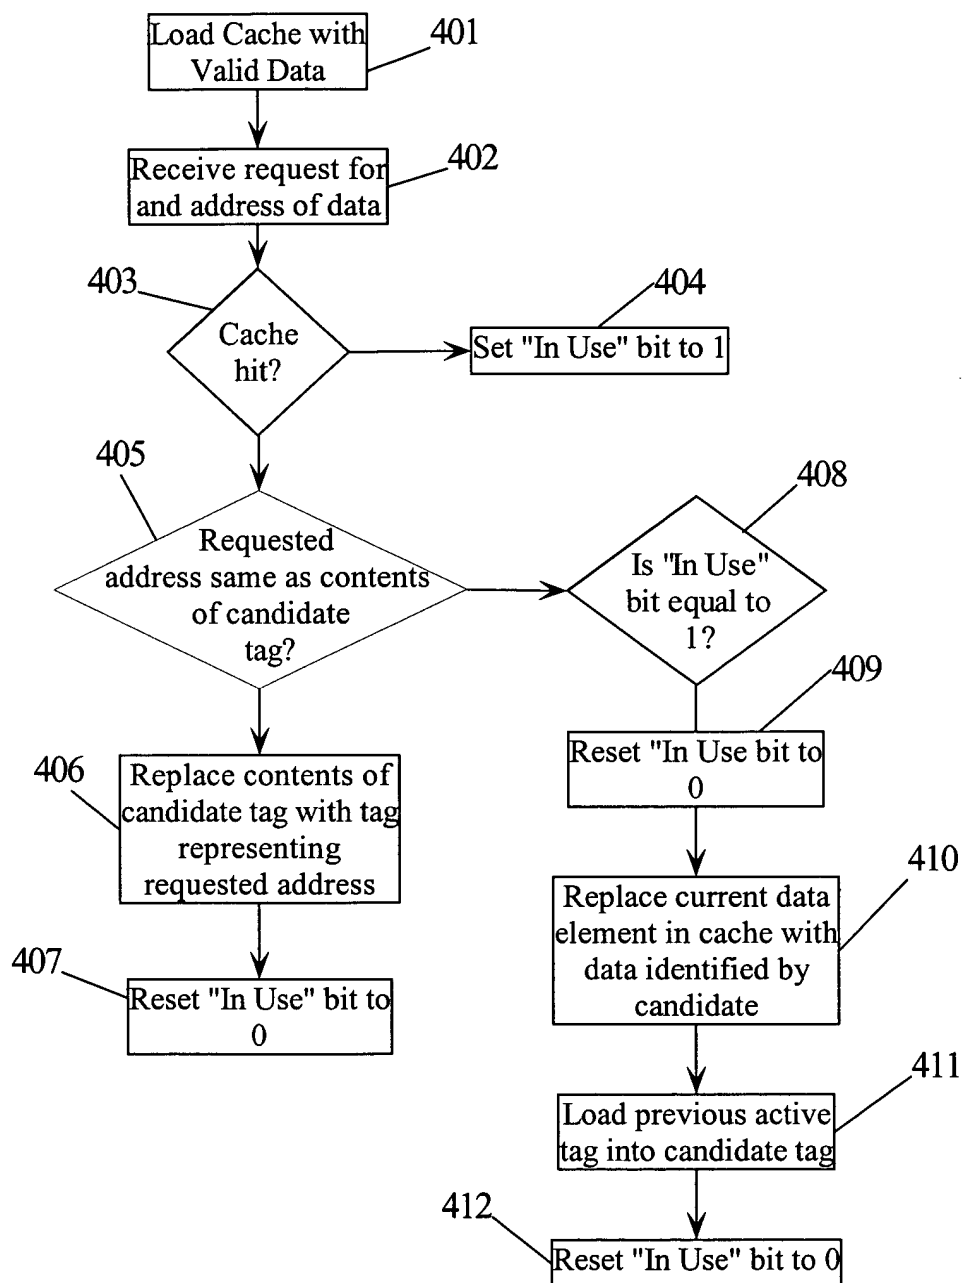 Load Cache with
Valid Data
401
Receive request for
and address of data
402
403
Cache
hit?
404
Set "In Use" bit to 1
405
Requested
address same as contents
of candidate
tag?
408
Is "In Use"
bit equal to
1?
409
Reset "In Use bit to
0
406
Replace contents of
candidate tag with tag
representing
requested address
410
Replace current data
element in cache with
data identified by
candidate
407
Reset "In Use" bit to
0
411
Load previous active
tag into candidate tag
412
Reset "In Use" bit to 0